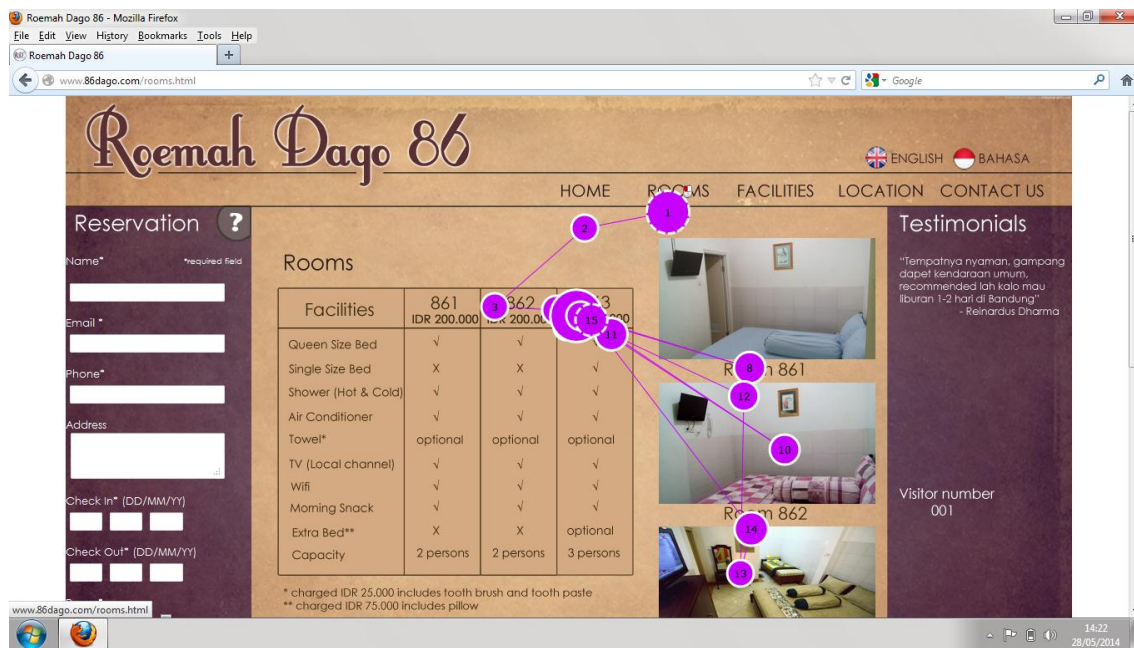 Roemah Dago 86 - Mozilla Firefox
File Edit View History Bookmarks Tools Help
Roemah Dago 86
www.86dago.com/rooms.html
Google
Roemah Dago 86
ENGLISH BAHASA
HOME ROOMS FACILITIES LOCATION CONTACT US
Reservation ?
Name* *required field
Email *
Phone*
Address
Check In* (DD/MM/YY)
Check Out* (DD/MM/YY)
Rooms
Facilities 861 862
IDR 200.000 IDR 200.00
Queen Size Bed √ √
Single Size Bed X X √
Shower (Hot & Cold) √ √ √
Air Conditioner √ √ √
Towel* optional optional optional
TV (Local channel) √ √ √
Wifi √ √ √
Morning Snack √ √ √
Extra Bed** X X optional
Capacity 2 persons 2 persons 3 persons
* charged IDR 25.000 includes tooth brush and tooth paste
** charged IDR 75.000 includes pillow
1
2
3
15
11
8
Room 861
12
10
Room 862
14
13
Testimonials
"Tempatnya nyaman, gampang
dapet kendaraan umum,
recommended lah kalo mau
liburan 1-2 hari di Bandung"
- Reinardus Dharma
Visitor number
001
www.86dago.com/rooms.html
14:22
28/05/2014